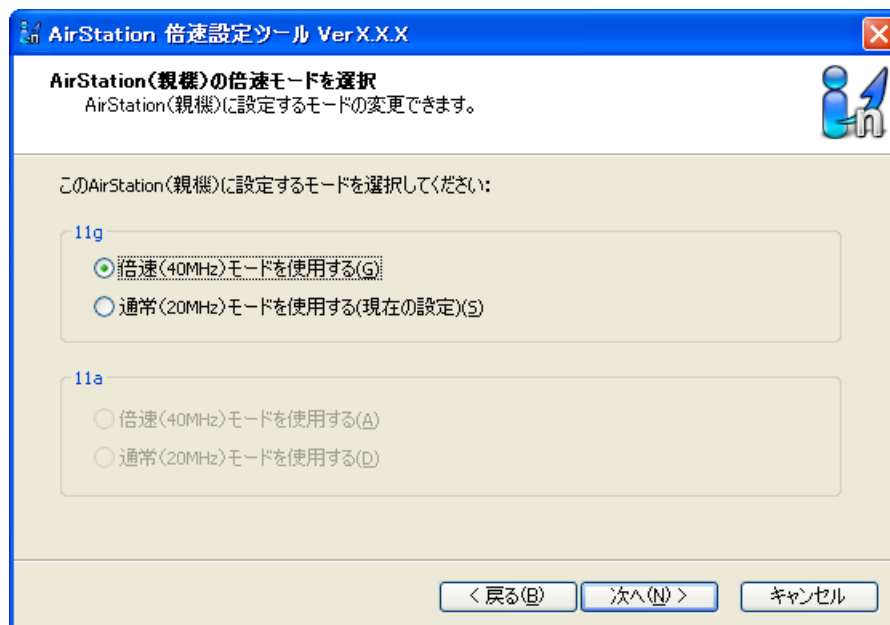 AirStation 倍速設定ツール VerX.X.X
AirStation(親機)の倍速モードを選択
AirStation(親機)に設定するモードの変更できます。
このAirStation(親機)に設定するモードを選択してください:
11g
倍速(40MHz)モードを使用する(G)
通常(20MHz)モードを使用する(現在の設定)(S)
11a
倍速(40MHz)モードを使用する(A)
通常(20MHz)モードを使用する(D)
< 戻る(B)
次へ(N) >
キャンセル